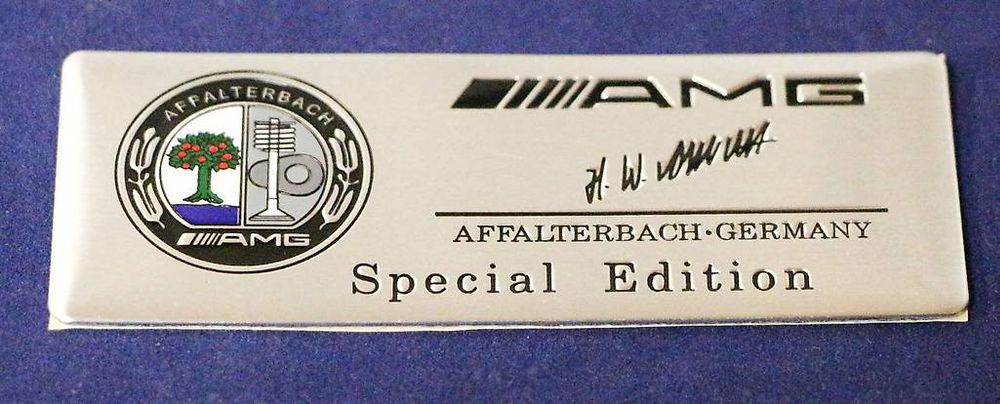 AFFALTERBACH
AMG
AMG
H. W.
AFFALTERBACH·GERMANY
Special Edition